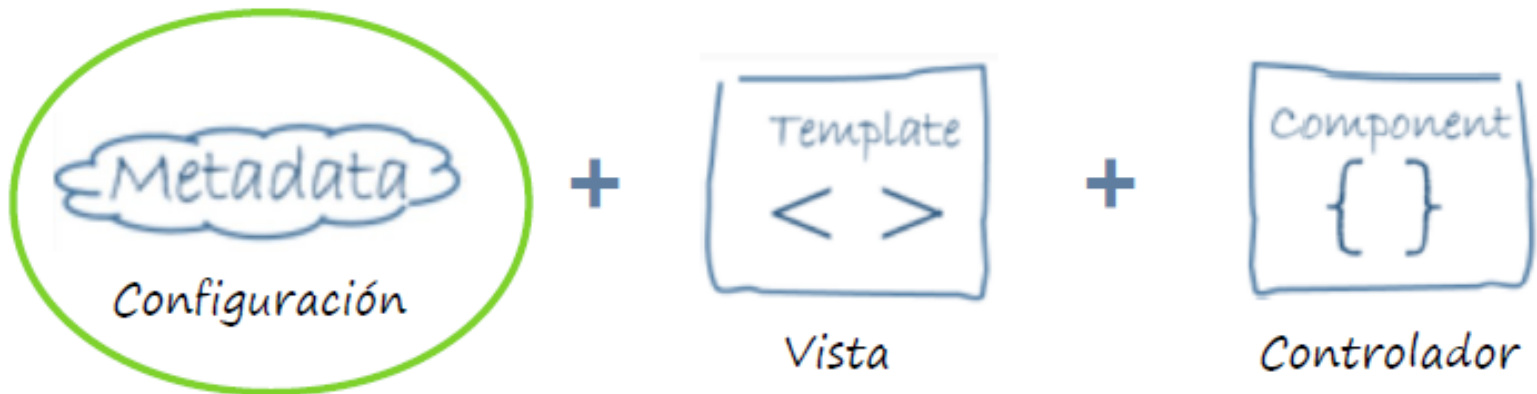 Metadata
Configuración
+
Template
< >
Vista
+
Component
{ }
Controlador